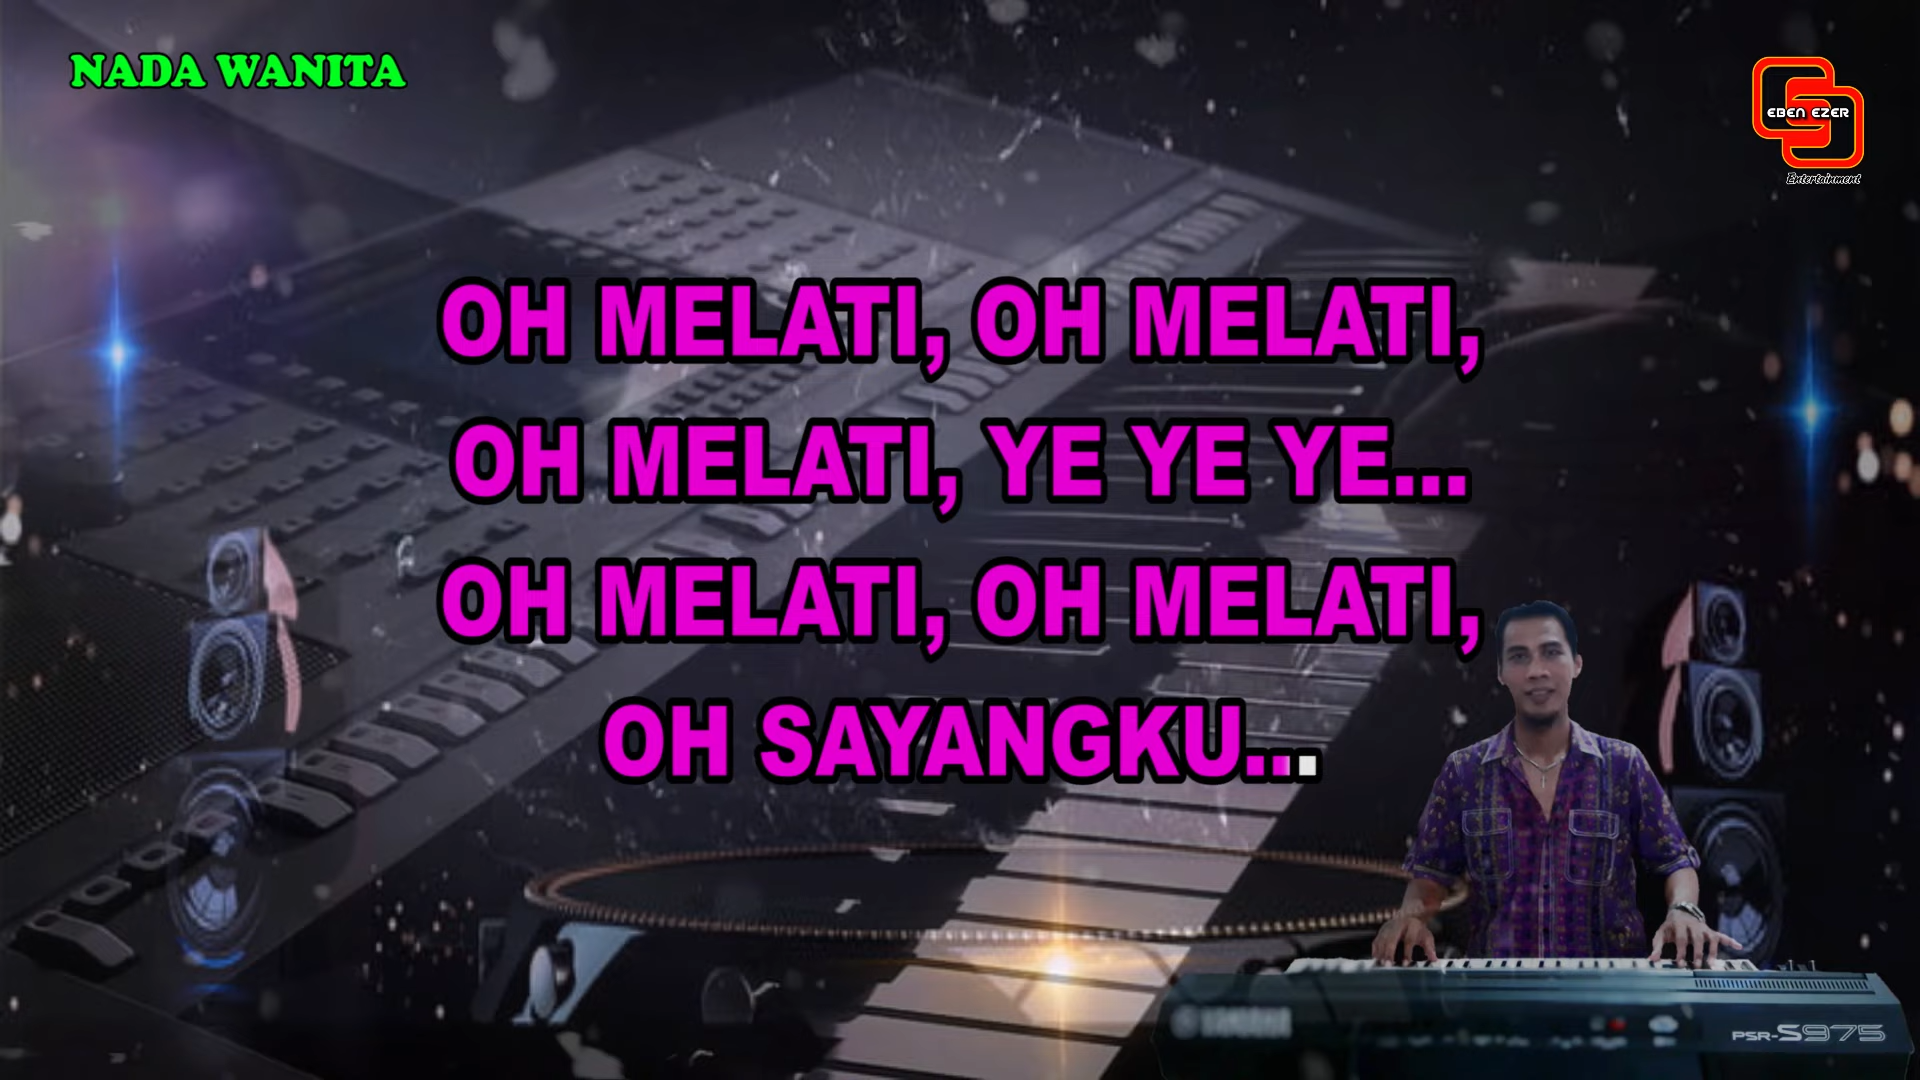 NADA WANITA
EBEN EZER
Entertainment
OH MELATI, OH MELATI,
OH MELATI, YE YE YE...
OH MELATI, OH MELATI,
OH SAYANGKU...
PSR-S975